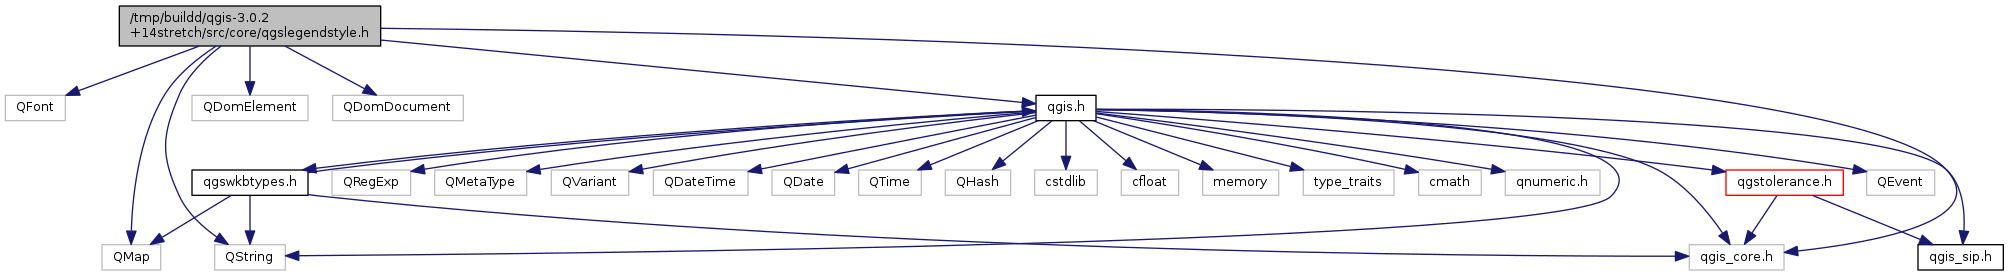 /tmp/buildd/qgis-3.0.2
+14stretch/src/core/qgslegendstyle.h
QFont
QDomElement
QDomDocument
qgis.h
qgswkbtypes.h
QRegExp
QMetaType
QVariant
QDateTime
QDate
QTime
QHash
cstdlib
cfloat
memory
type_traits
cmath
qnumeric.h
qgstolerance.h
QEvent
QMap
QString
qgis_core.h
qgis_sip.h